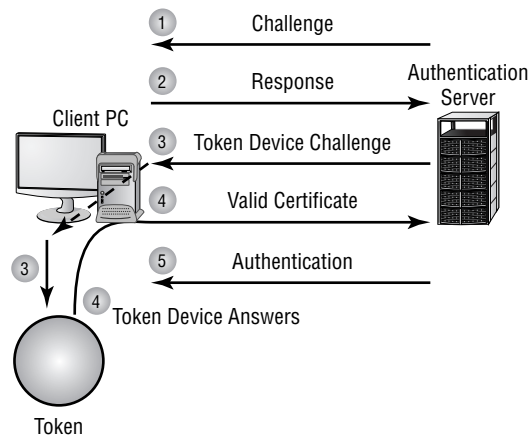 1 Challenge
2 Response
Authentication
Server
Client PC
3 Token Device Challenge
4 Valid Certificate
3
5 Authentication
4 Token Device Answers
Token